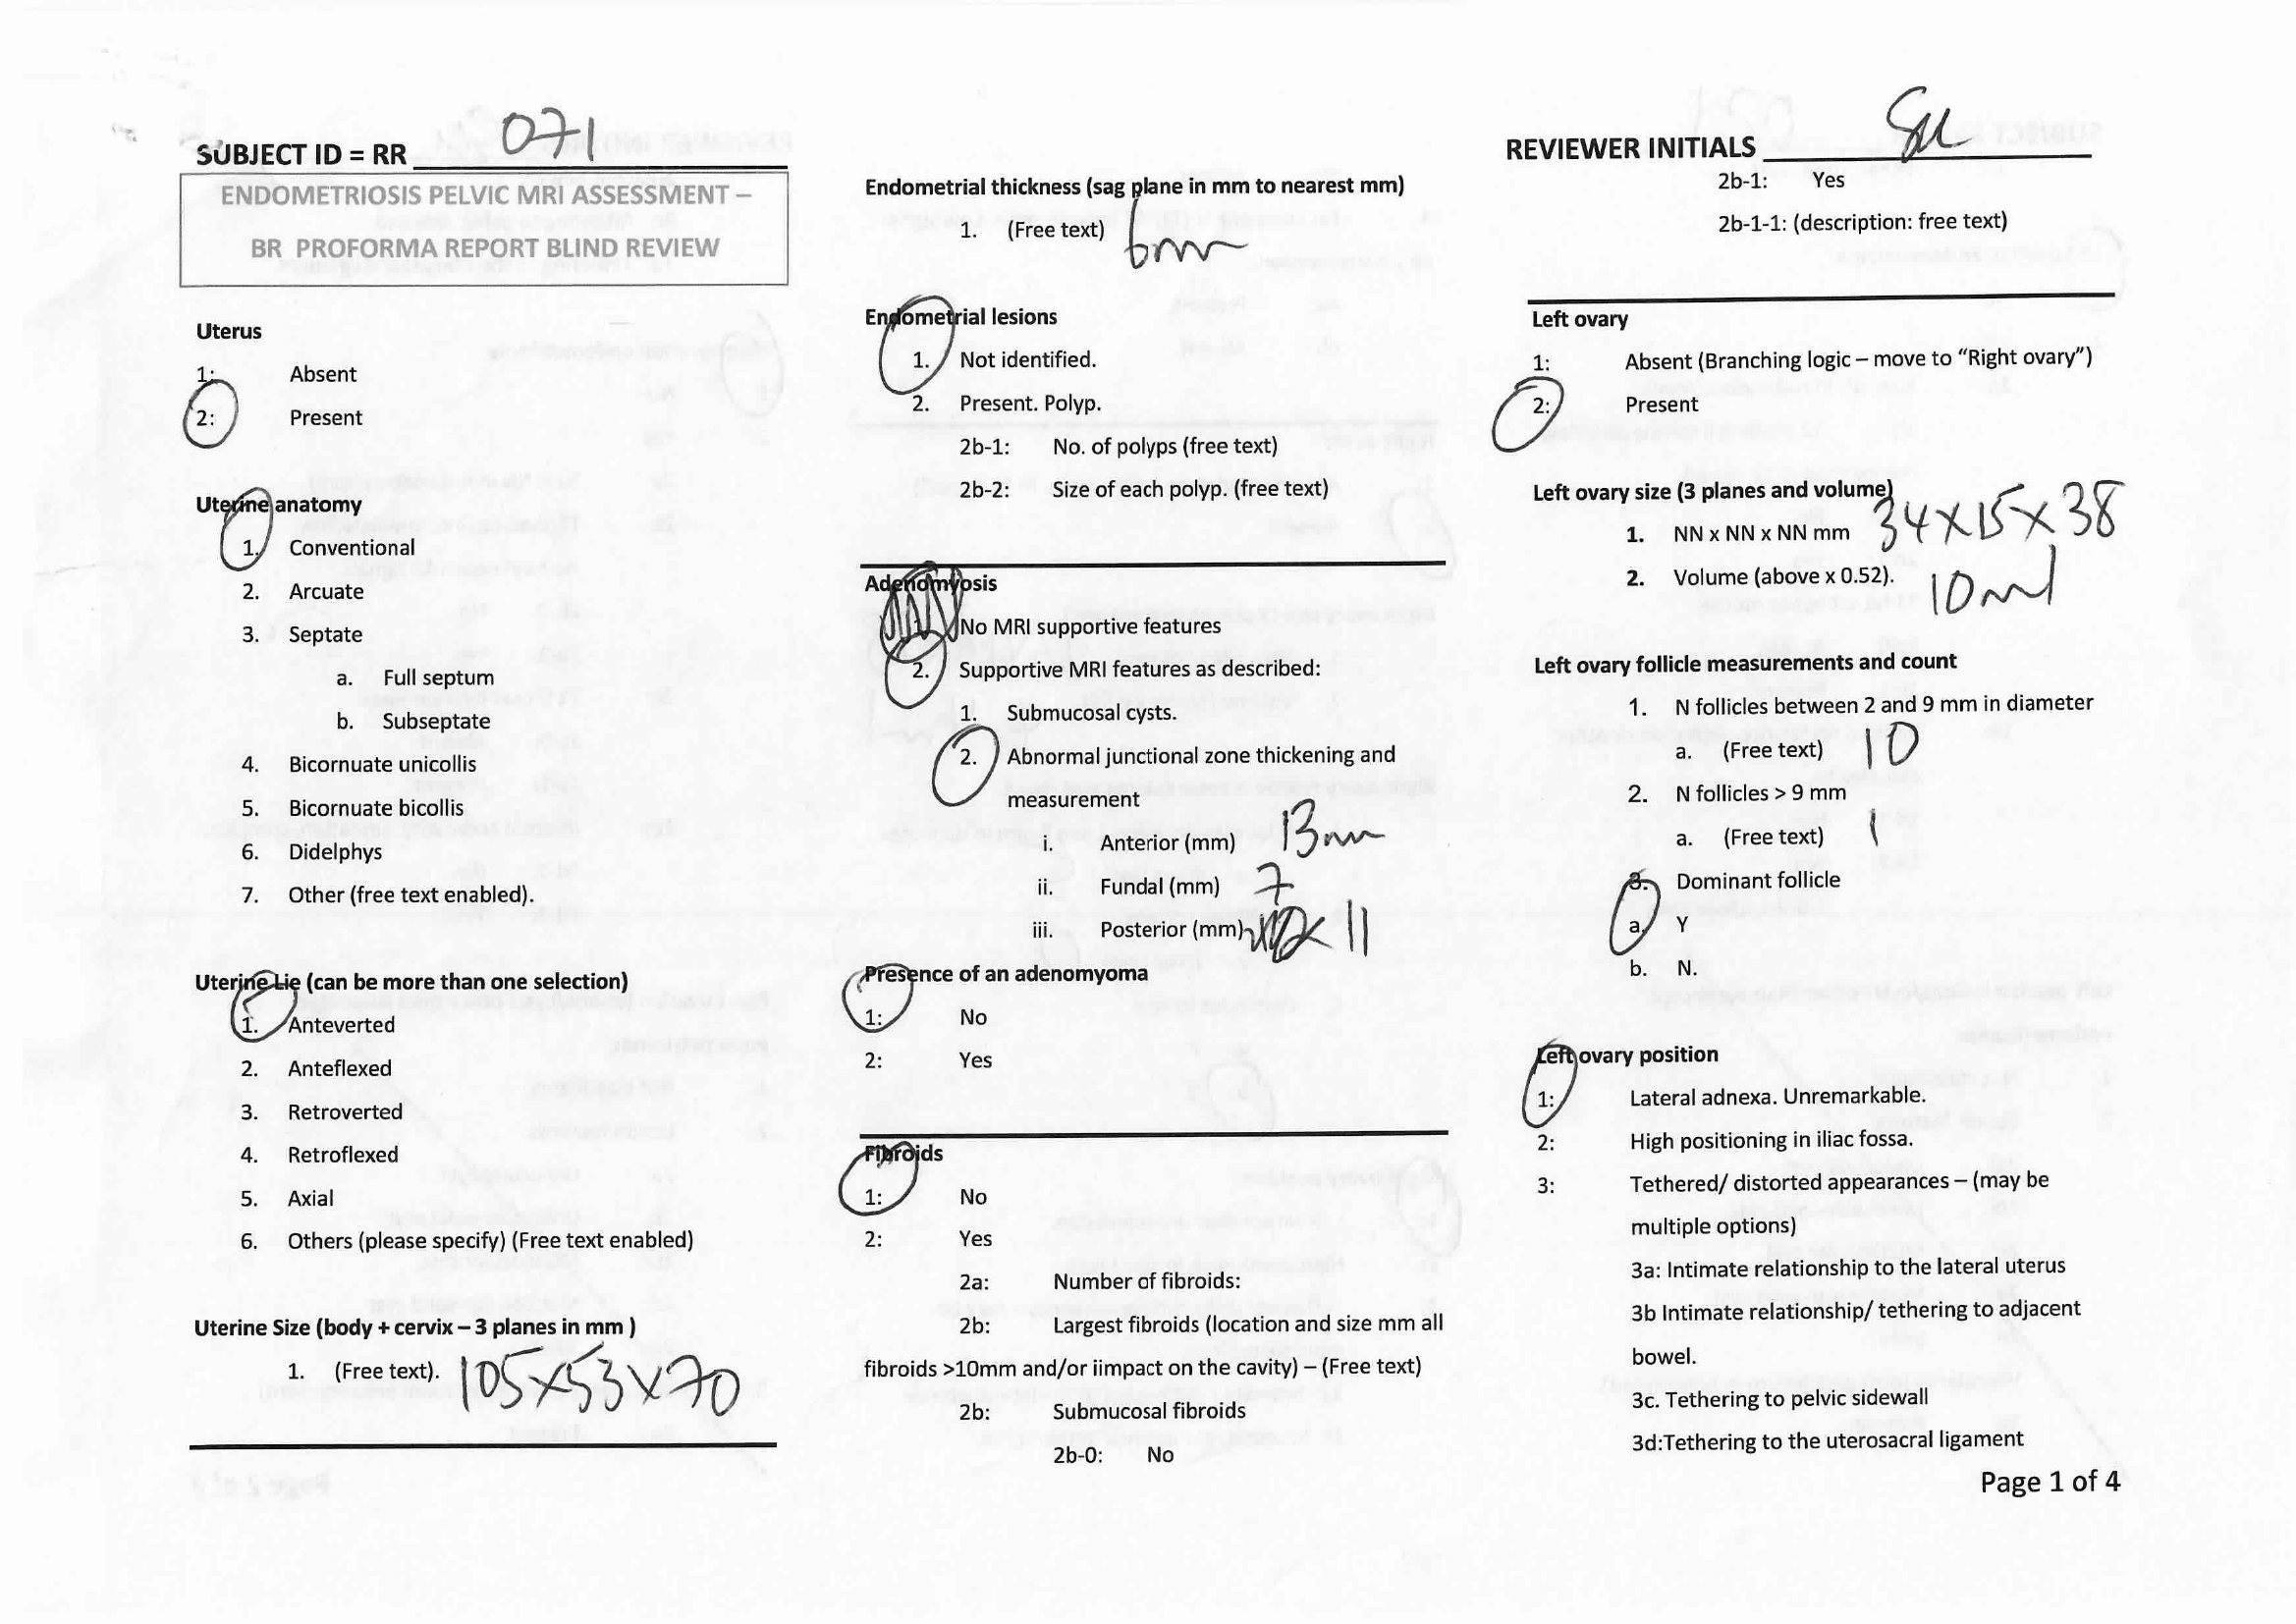 SUBJECT ID = RR 071
ENDOMETRIOSIS PELVIC MRI ASSESSMENT –
BR PROFORMA REPORT BLIND REVIEW
Uterus
1: Absent
2: Present
Uterine anatomy
1. Conventional
2. Arcuate
3. Septate
a. Full septum
b. Subseptate
4. Bicornuate unicollis
5. Bicornuate bicollis
6. Didelphys
7. Other (free text enabled).
Uterine Lie (can be more than one selection)
1. Anteverted
2. Anteflexed
3. Retroverted
4. Retroflexed
5. Axial
6. Others (please specify) (Free text enabled)
Uterine Size (body + cervix – 3 planes in mm )
1. (Free text). 105x53x70
Endometrial thickness (sag plane in mm to nearest mm)
1. (Free text) 6mm
Endometrial lesions
1. Not identified.
2. Present. Polyp.
2b-1: No. of polyps (free text)
2b-2: Size of each polyp. (free text)
Adenomyosis
No MRI supportive features
2. Supportive MRI features as described:
1. Submucosal cysts.
2. Abnormal junctional zone thickening and
measurement
i. Anterior (mm) 13mm
ii. Fundal (mm) 7
iii. Posterior (mm) 11
Presence of an adenomyoma
1: No
2: Yes
Fibroids
1: No
2: Yes
2a: Number of fibroids:
2b: Largest fibroids (location and size mm all
fibroids >10mm and/or iimpact on the cavity) – (Free text)
2b: Submucosal fibroids
2b-0: No
REVIEWER INITIALS
2b-1: Yes
2b-1-1: (description: free text)
Left ovary
1: Absent (Branching logic – move to “Right ovary”)
2: Present
Left ovary size (3 planes and volume)
1. NN x NN x NN mm 34x15x38
2. Volume (above x 0.52). 10ml
Left ovary follicle measurements and count
1. N follicles between 2 and 9 mm in diameter
a. (Free text) 10
2. N follicles > 9 mm
a. (Free text) 1
3. Dominant follicle
a. Y
b. N.
Left ovary position
1: Lateral adnexa. Unremarkable.
2: High positioning in iliac fossa.
3: Tethered/ distorted appearances – (may be
multiple options)
3a: Intimate relationship to the lateral uterus
3b Intimate relationship/ tethering to adjacent
bowel.
3c. Tethering to pelvic sidewall
3d:Tethering to the uterosacral ligament
Page 1 of 4